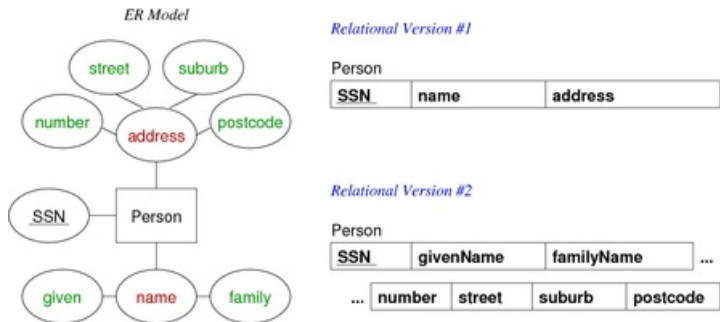 ER Model
street
suburb
number
address
postcode
SSN
Person
given
name
family
Relational Version #1
Person
SSN name address
Relational Version #2
Person
SSN givenName familyName ...
... number street suburb postcode